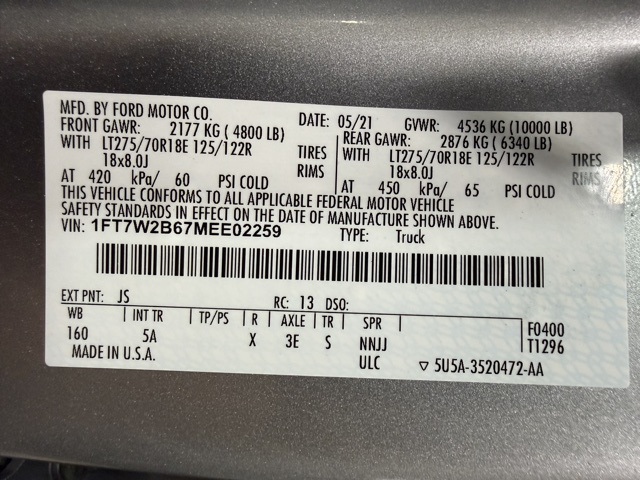 MFD. BY FORD MOTOR CO. DATE: 05/21 GVWR: 4536 KG (10000 LB)
FRONT GAWR: 2177 KG ( 4800 LB) REAR GAWR: 2876 KG ( 6340 LB)
WITH LT275/70R18E 125/122R TIRES WITH LT275/70R18E 125/122R TIRES
18x8.0J RIMS 18x8.0J RIMS
AT 420 kPa/ 60 PSI COLD AT 450 kPa/ 65 PSI COLD
THIS VEHICLE CONFORMS TO ALL APPLICABLE FEDERAL MOTOR VEHICLE
SAFETY STANDARDS IN EFFECT ON THE DATE OF MANUFACTURE SHOWN ABOVE.
VIN: 1FT7W2B67MEE02259 TYPE: Truck
EXT PNT: JS RC: 13 DSO:
WB INT TR TP/PS R AXLE TR SPR F0400
160 5A X 3E S NNJJ T1296
MADE IN U.S.A. ULC ▽ 5U5A-3520472-AA